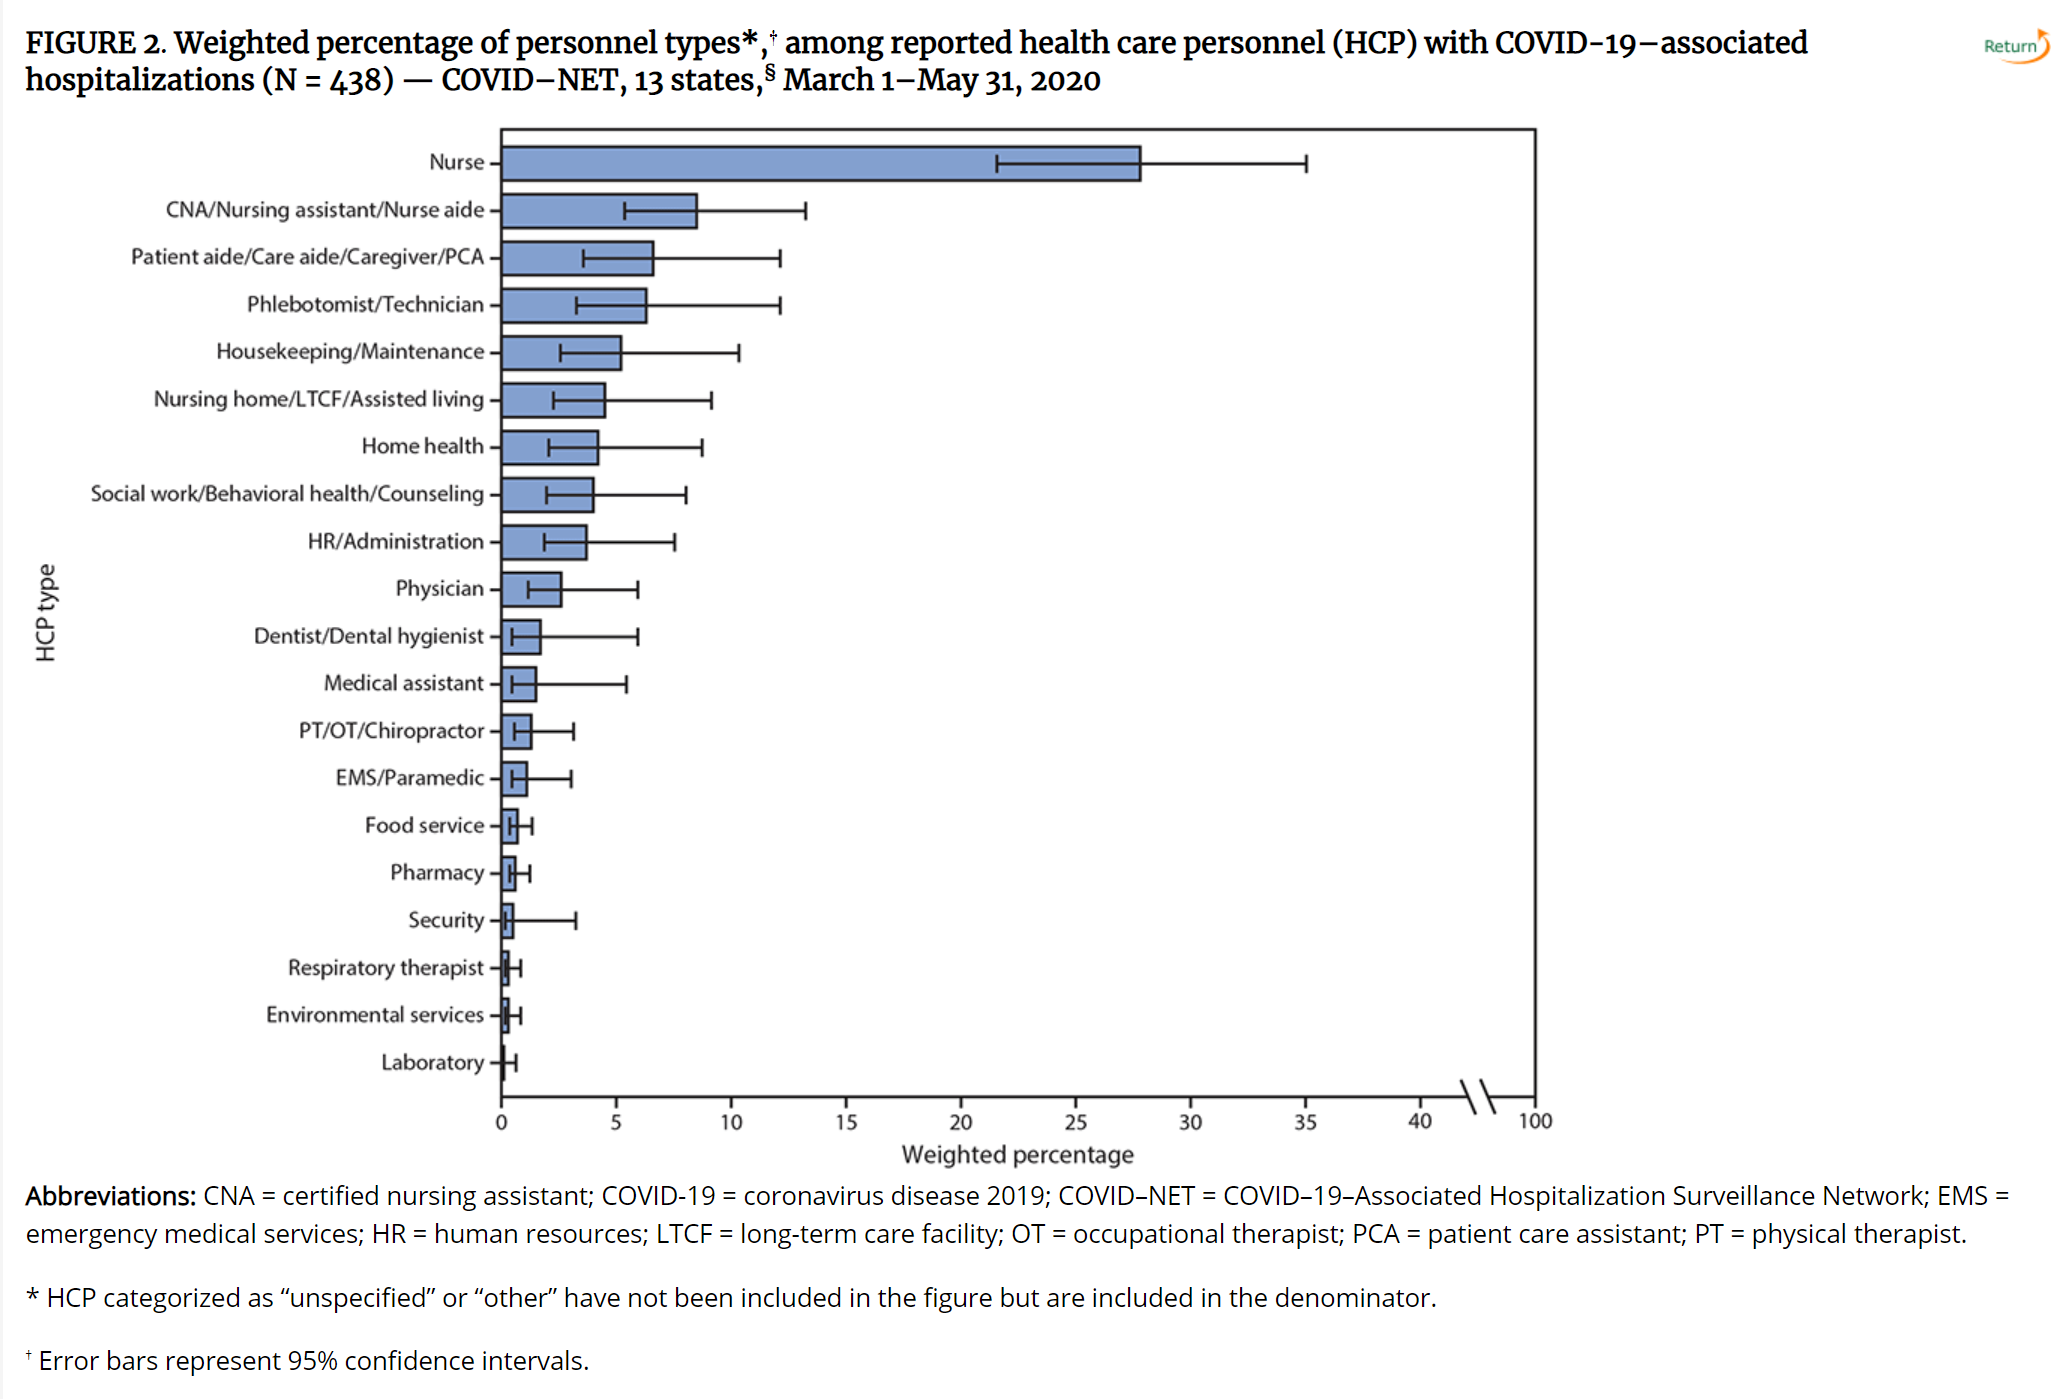 FIGURE 2. Weighted percentage of personnel types*,† among reported health care personnel (HCP) with COVID-19–associated
hospitalizations (N = 438) — COVID–NET, 13 states,§ March 1–May 31, 2020
Return
Nurse
CNA/Nursing assistant/Nurse aide
Patient aide/Care aide/Caregiver/PCA
Phlebotomist/Technician
Housekeeping/Maintenance
Nursing home/LTCF/Assisted living
Home health
Social work/Behavioral health/Counseling
HR/Administration
Physician
Dentist/Dental hygienist
Medical assistant
PT/OT/Chiropractor
EMS/Paramedic
Food service
Pharmacy
Security
Respiratory therapist
Environmental services
Laboratory
HCP type
0 5 10 15 20 25 30 35 40 100
Weighted percentage
Abbreviations: CNA = certified nursing assistant; COVID-19 = coronavirus disease 2019; COVID–NET = COVID–19–Associated Hospitalization Surveillance Network; EMS =
emergency medical services; HR = human resources; LTCF = long-term care facility; OT = occupational therapist; PCA = patient care assistant; PT = physical therapist.
* HCP categorized as “unspecified” or “other” have not been included in the figure but are included in the denominator.
† Error bars represent 95% confidence intervals.